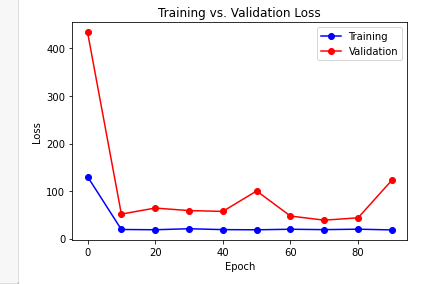 Training vs. Validation Loss
Training
Validation
400
300
200
100
0
Loss
0 20 40 60 80
Epoch